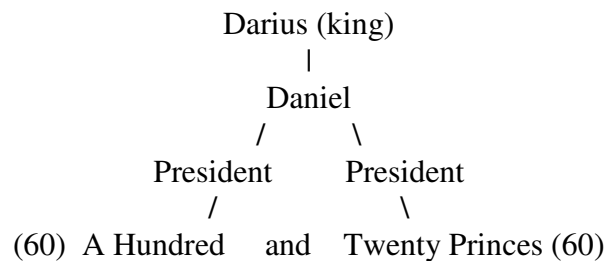 Darius (king)
|
Daniel
/ \
President President
/ \
(60) A Hundred and Twenty Princes (60)